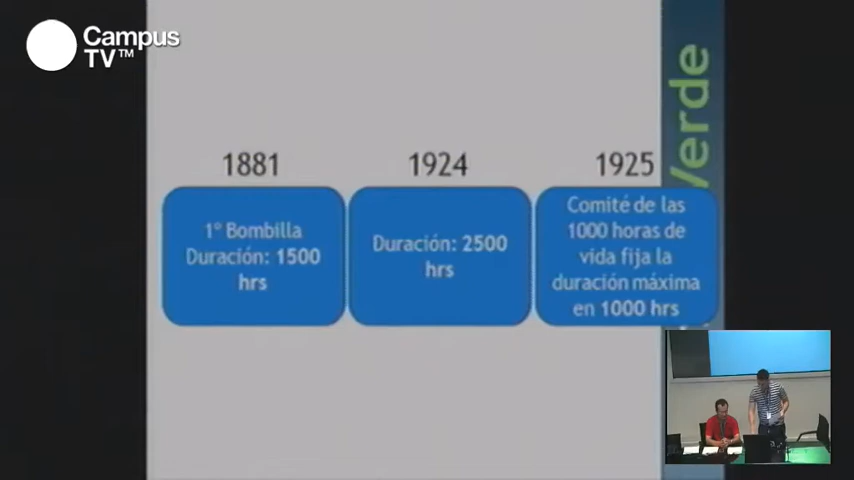 Campus
TV™
Verde
1881
1924
1925
1º Bombilla
Duración: 1500
hrs
Duración: 2500
hrs
Comité de las
1000 horas de
vida fija la
duración máxima
en 1000 hrs